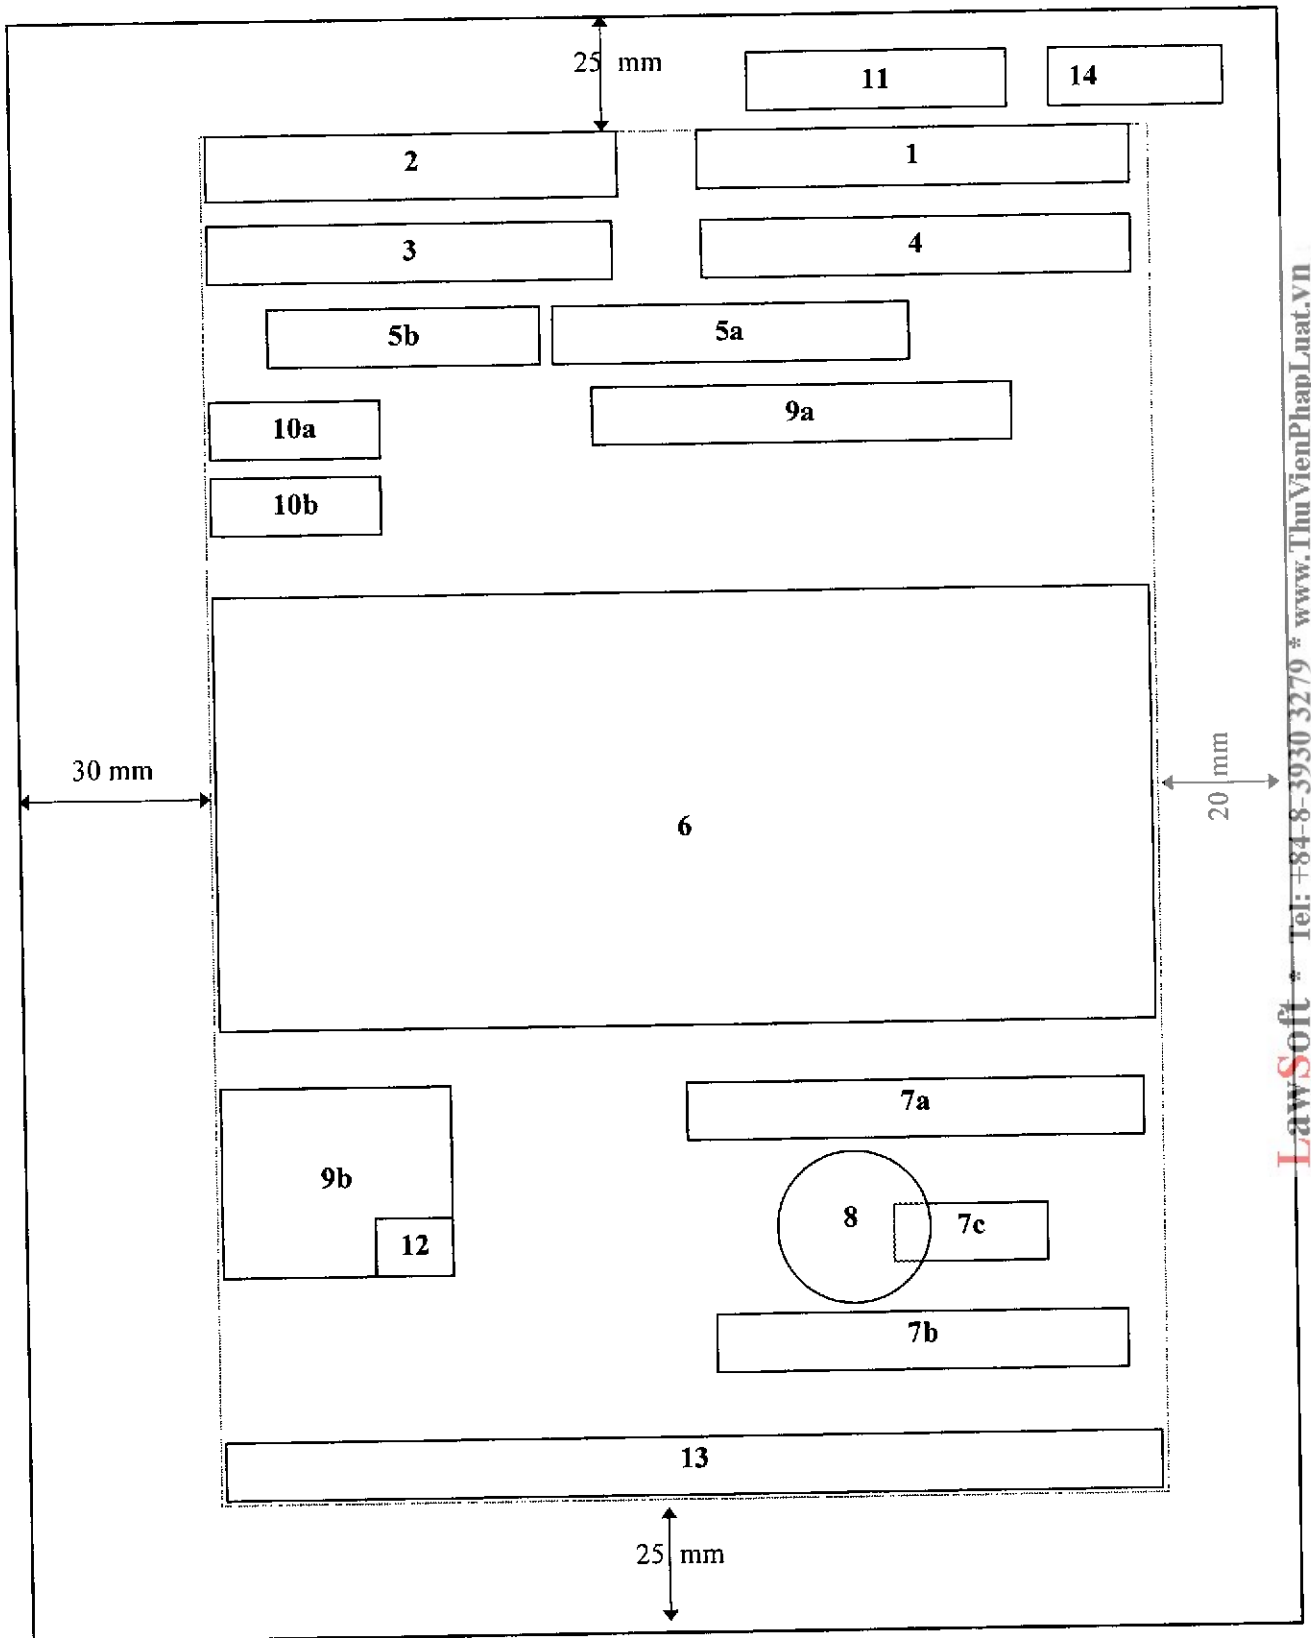 25 mm
11
14
2
1
3
4
5b
5a
9a
10a
10b
30 mm
20 mm
6
7a
9b
8
7c
12
7b
13
25 mm
LawSoft * Tel: +84-8-3930 3279 * www.ThuVienPhapLuat.vn